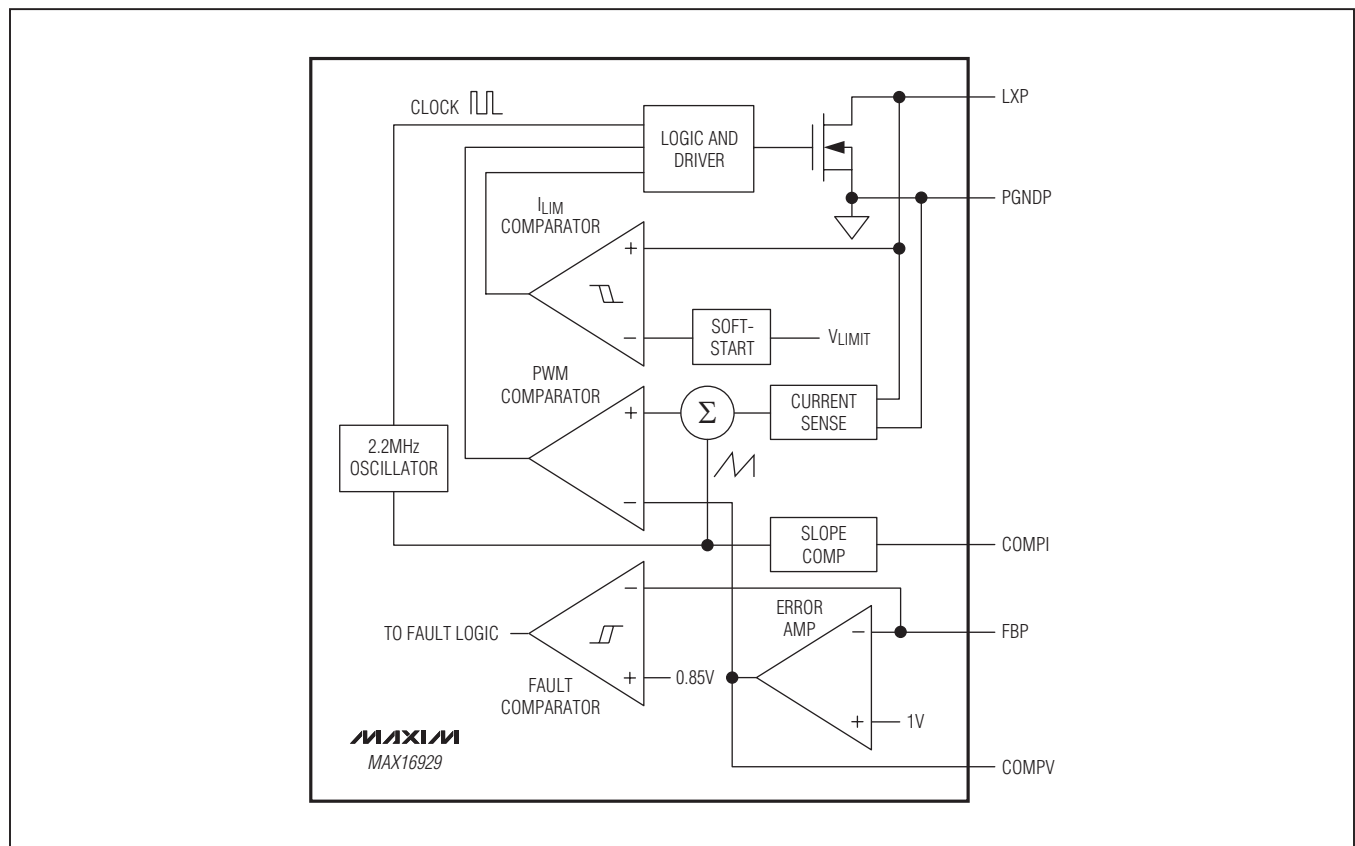 CLOCK
LOGIC AND
DRIVER
LXP
PGNDP
ILIM
COMPARATOR
+
−
SOFT-
START
VLIMIT
PWM
COMPARATOR
+
−
Σ
CURRENT
SENSE
2.2MHz
OSCILLATOR
SLOPE
COMP
COMPI
TO FAULT LOGIC
−
+
0.85V
FAULT
COMPARATOR
ERROR
AMP
−
+
1V
FBP
COMPV
MAXIM
MAX16929